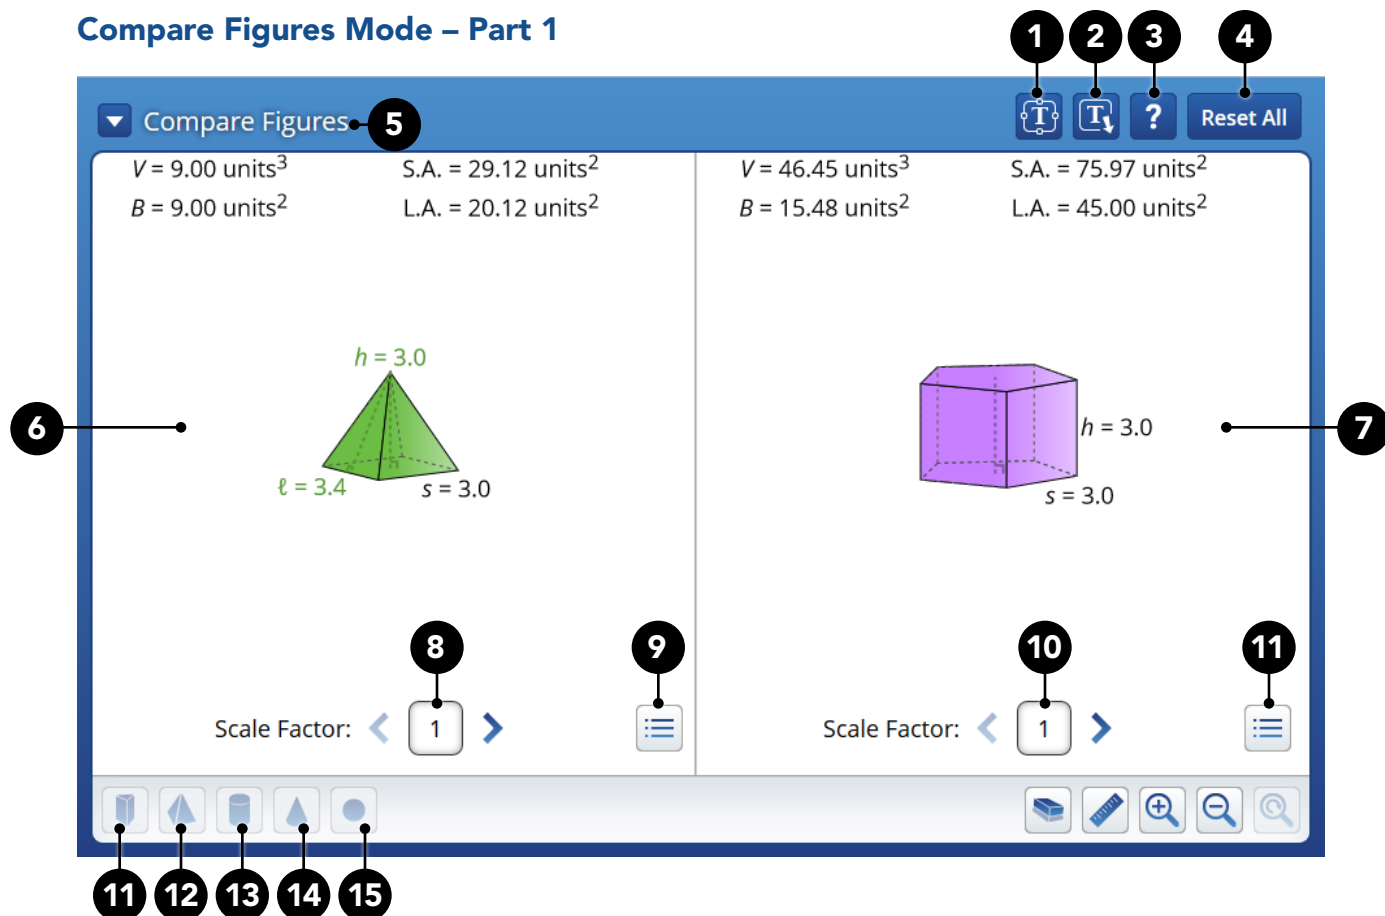 Compare Figures Mode – Part 1
1 2 3 4
T T ? Reset All
Compare Figures 5
V = 9.00 units³ S.A. = 29.12 units²
B = 9.00 units² L.A. = 20.12 units²
V = 46.45 units³ S.A. = 75.97 units²
B = 15.48 units² L.A. = 45.00 units²
h = 3.0
ℓ = 3.4 s = 3.0
h = 3.0
s = 3.0
6
7
8 9
10 11
Scale Factor: 1
Scale Factor: 1
11 12 13 14 15